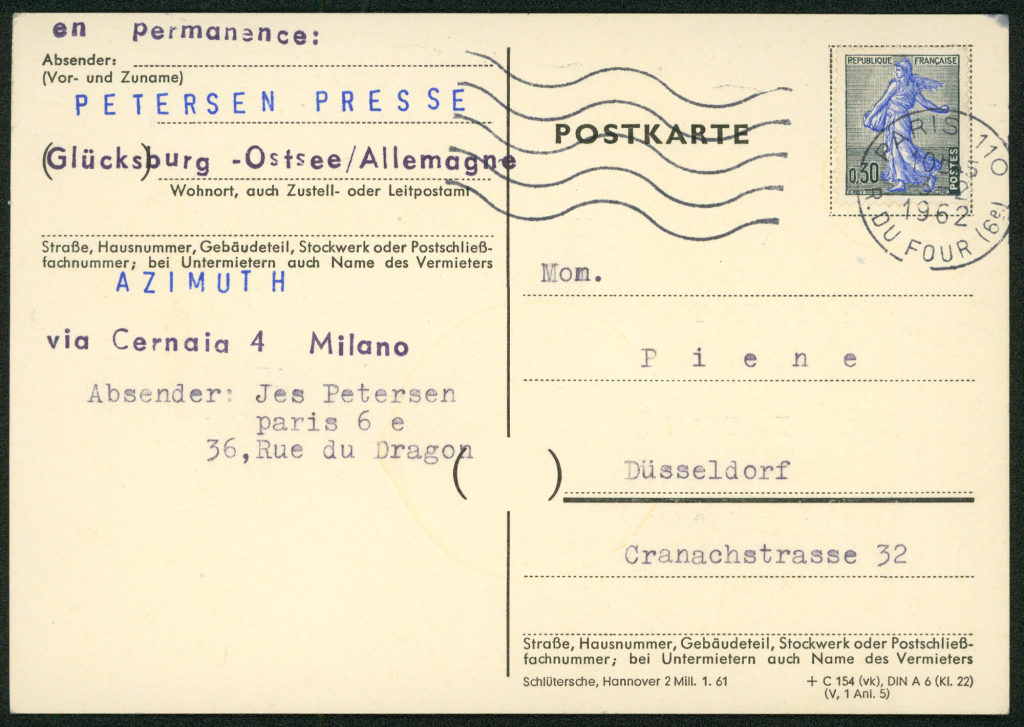 en permanence:
Absender:
(Vor- und Zuname)
PETERSEN PRESSE
(Glücks)burg -Ostsee/Allemagne
Wohnort, auch Zustell- oder Leitpostamt
Straße, Hausnummer, Gebäudeteil, Stockwerk oder Postschließ-
fachnummer; bei Untermietern auch Name des Vermieters
AZIMUTH
via Cernaia 4 Milano
Absender: Jes Petersen
paris 6 e
36,Rue du Dragon
POSTKARTE
REPUBLIQUE FRANÇAISE
0,30
POSTES
PARIS 110
1962
R. DU FOUR (6e)
Mon.
Piene
( )
Düsseldorf
Cranachstrasse 32
Straße, Hausnummer, Gebäudeteil, Stockwerk oder Postschließ-
fachnummer; bei Untermietern auch Name des Vermieters
Schlütersche, Hannover 2 Mill. 1. 61
+ C 154 (vk), DIN A 6 (Kl. 22)
(V, 1 Anl. 5)